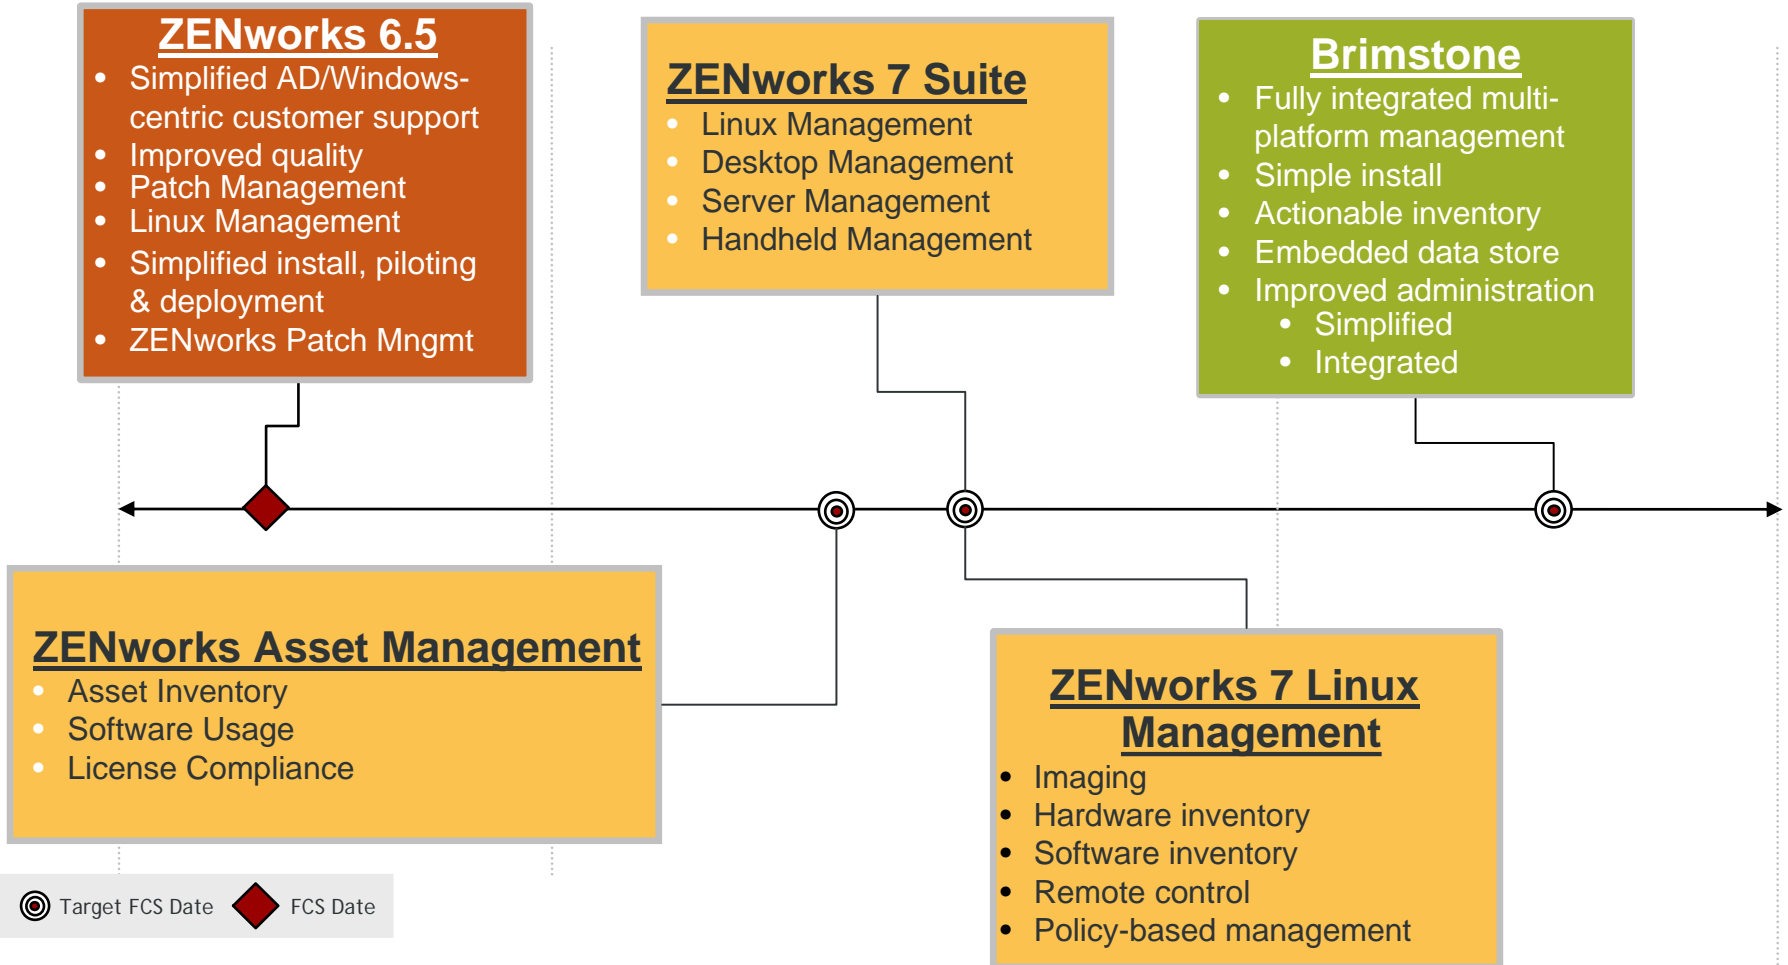 ZENworks 6.5
• Simplified AD/Windows-
centric customer support
• Improved quality
• Patch Management
• Linux Management
• Simplified install, piloting
& deployment
• ZENworks Patch Mngmt
ZENworks 7 Suite
• Linux Management
• Desktop Management
• Server Management
• Handheld Management
Brimstone
• Fully integrated multi-
platform management
• Simple install
• Actionable inventory
• Embedded data store
• Improved administration
• Simplified
• Integrated
ZENworks Asset Management
• Asset Inventory
• Software Usage
• License Compliance
ZENworks 7 Linux
Management
• Imaging
• Hardware inventory
• Software inventory
• Remote control
• Policy-based management
Target FCS Date
FCS Date